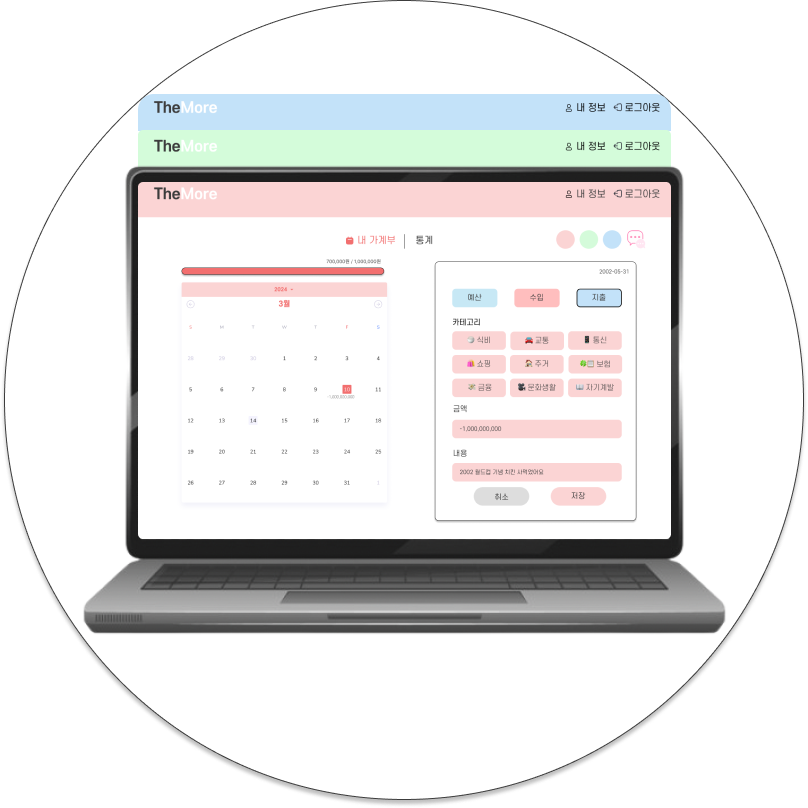 TheMore 내 정보 로그아웃
TheMore 내 정보 로그아웃
TheMore 내 정보 로그아웃
내 가계부 | 통계
700,000원 / 1,000,000원
2024
3월
S M T W T F S
28 29 30 1 2 3 4
5 6 7 8 9 10 11
-1,000,000,000
12 13 14 15 16 17 18
19 20 21 22 23 24 25
26 27 28 29 30 31 1
2002-05-31
예산 수입 지출
카테고리
식비 교통 통신
쇼핑 주거 보험
금융 문화생활 자기계발
금액
-1,000,000,000
내용
2002 월드컵 기념 치킨 사먹었어요
취소 저장